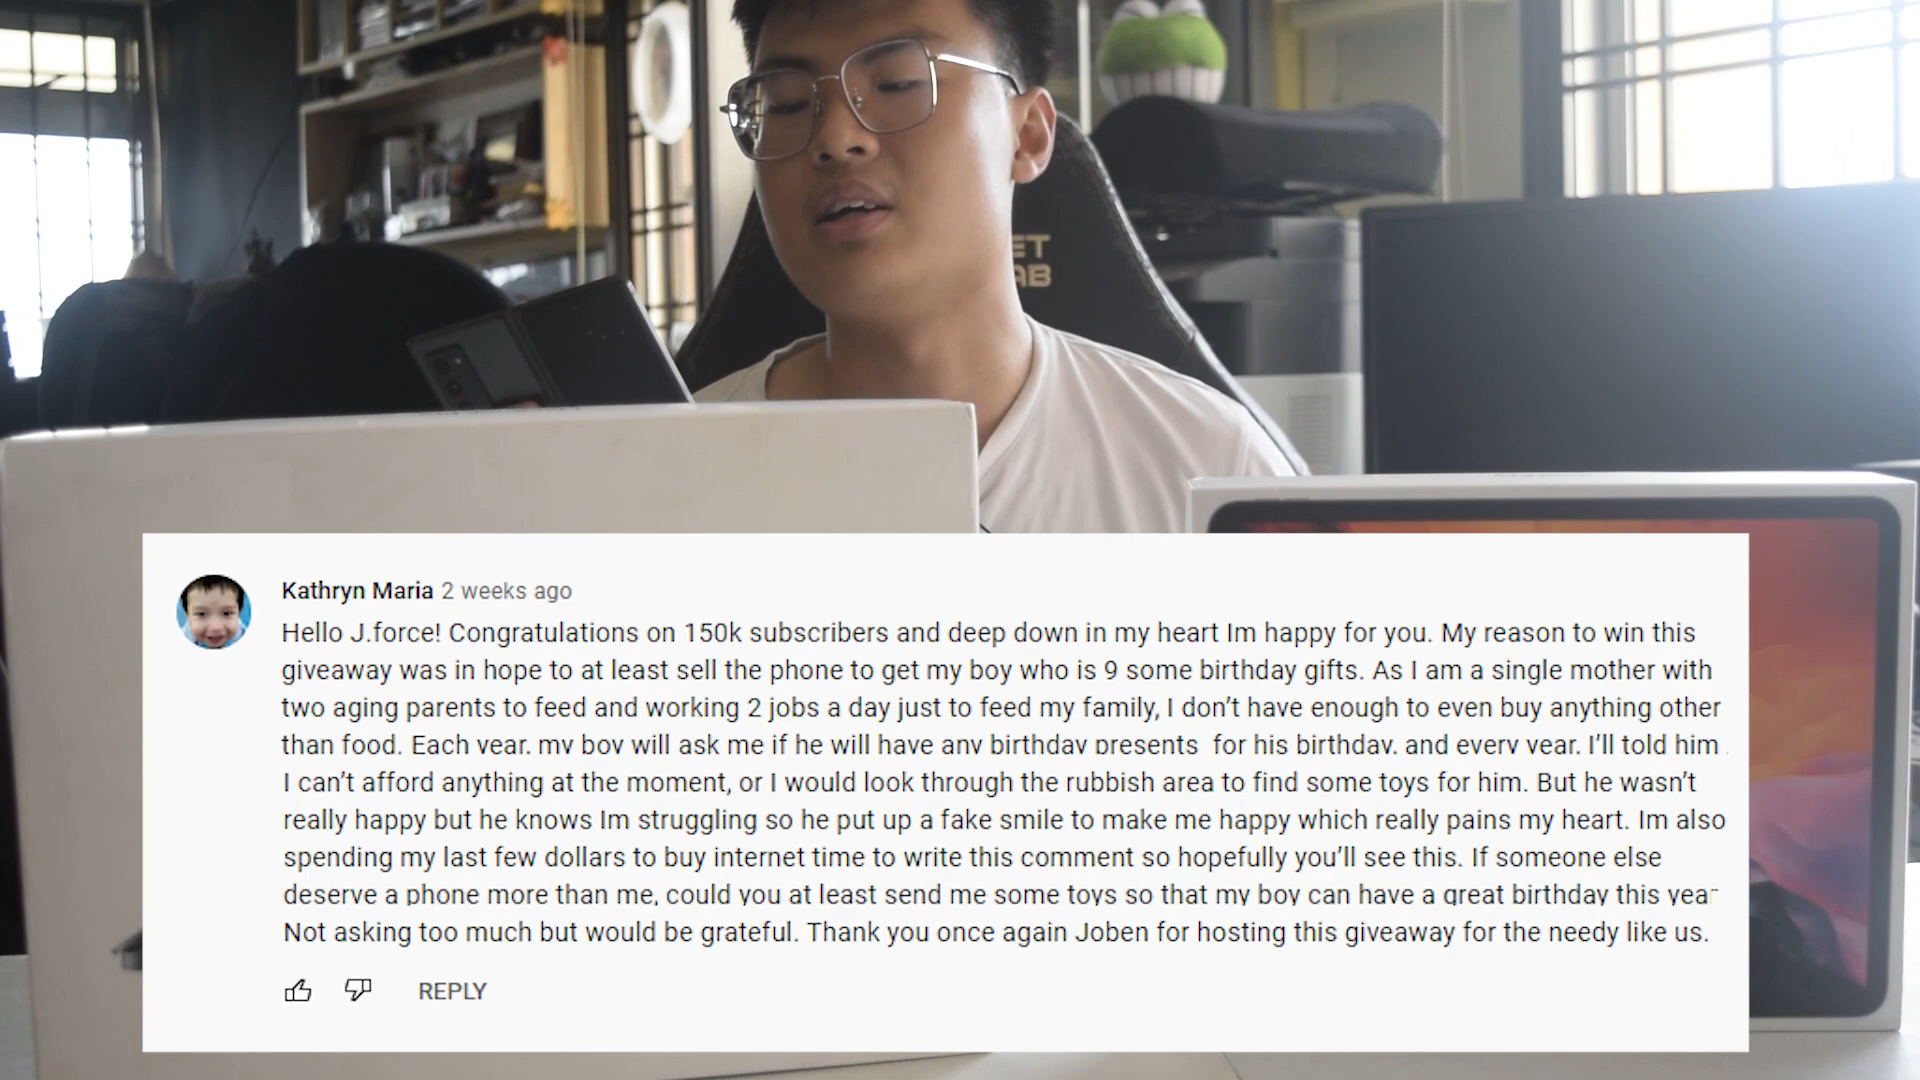 ET
AB
Kathryn Maria 2 weeks ago
Hello J.force! Congratulations on 150k subscribers and deep down in my heart Im happy for you. My reason to win this
giveaway was in hope to at least sell the phone to get my boy who is 9 some birthday gifts. As I am a single mother with
two aging parents to feed and working 2 jobs a day just to feed my family, I don’t have enough to even buy anything other
than food. Each year, my boy will ask me if he will have any birthday presents for his birthday, and every year, I’ll told him
I can’t afford anything at the moment, or I would look through the rubbish area to find some toys for him. But he wasn’t
really happy but he knows Im struggling so he put up a fake smile to make me happy which really pains my heart. Im also
spending my last few dollars to buy internet time to write this comment so hopefully you’ll see this. If someone else
deserve a phone more than me, could you at least send me some toys so that my boy can have a great birthday this year
Not asking too much but would be grateful. Thank you once again Joben for hosting this giveaway for the needy like us.
REPLY